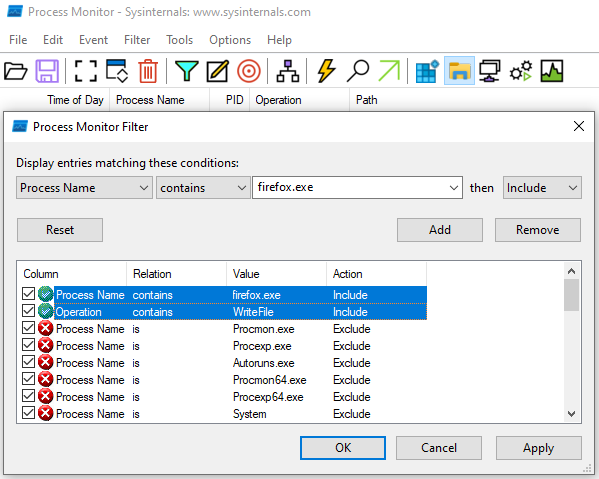 Process Monitor - Sysinternals: www.sysinternals.com
File Edit Event Filter Tools Options Help
Time of Day Process Name PID Operation Path
Process Monitor Filter
Display entries matching these conditions:
Process Name contains firefox.exe then Include
Reset Add Remove
Column Relation Value Action
Process Name contains firefox.exe Include
Operation contains WriteFile Include
Process Name is Procmon.exe Exclude
Process Name is Procexp.exe Exclude
Process Name is Autoruns.exe Exclude
Process Name is Procmon64.exe Exclude
Process Name is Procexp64.exe Exclude
Process Name is System Exclude
OK Cancel Apply